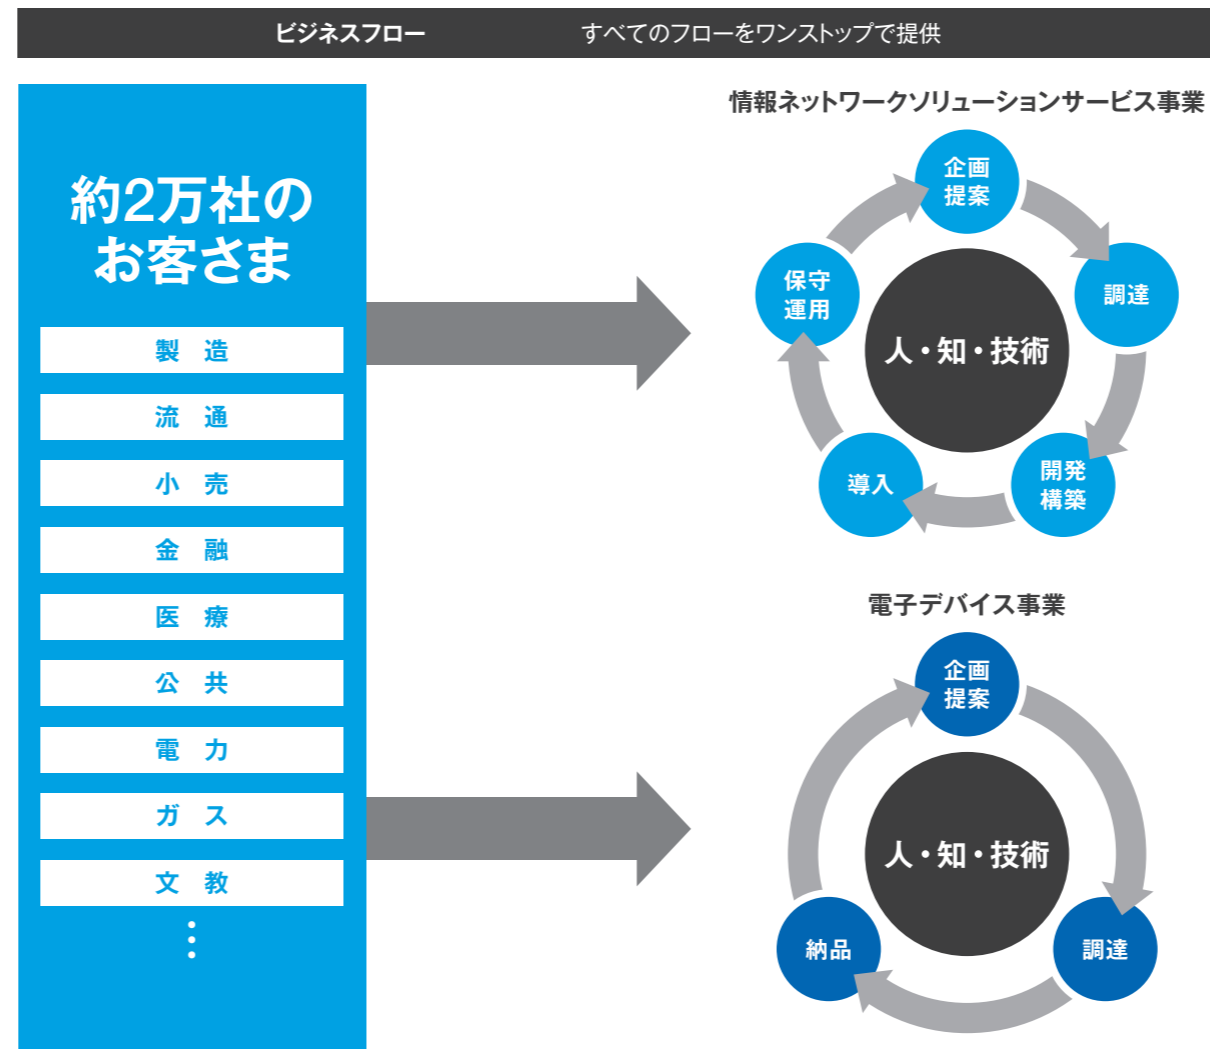 ビジネスフロー　すべてのフローをワンストップで提供
約2万社の
お客さま
製　造
流　通
小　売
金　融
医　療
公　共
電　力
ガ　ス
文　教
⋮
情報ネットワークソリューションサービス事業
企画
提案
調達
開発
構築
導入
保守
運用
人・知・技術
電子デバイス事業
企画
提案
調達
納品
人・知・技術